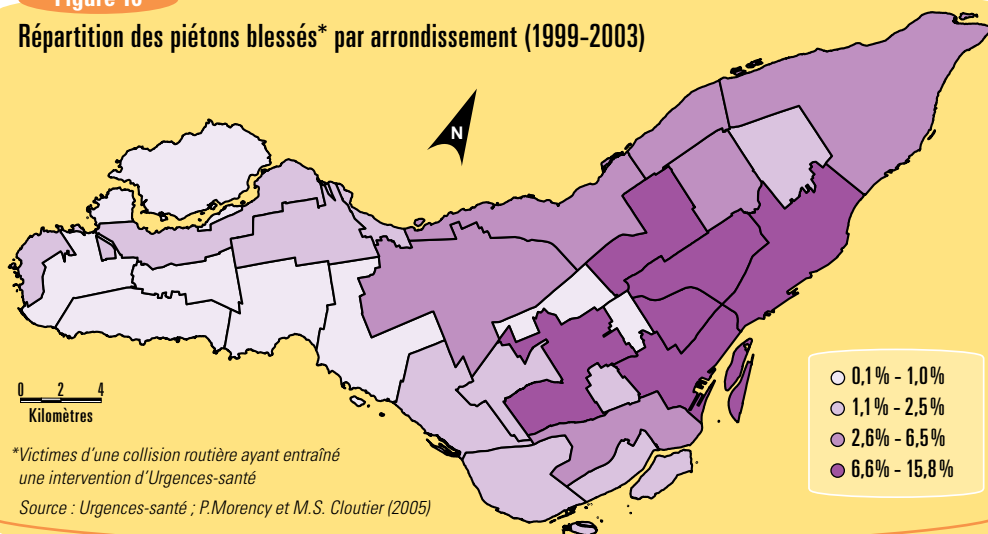 Figure 10
Répartition des piétons blessés* par arrondissement (1999-2003)
N
0 2 4
Kilomètres
0,1% - 1,0%
1,1% - 2,5%
2,6% - 6,5%
6,6% - 15,8%
*Victimes d'une collision routière ayant entraîné
une intervention d'Urgences-santé
Source : Urgences-santé ; P.Morency et M.S. Cloutier (2005)